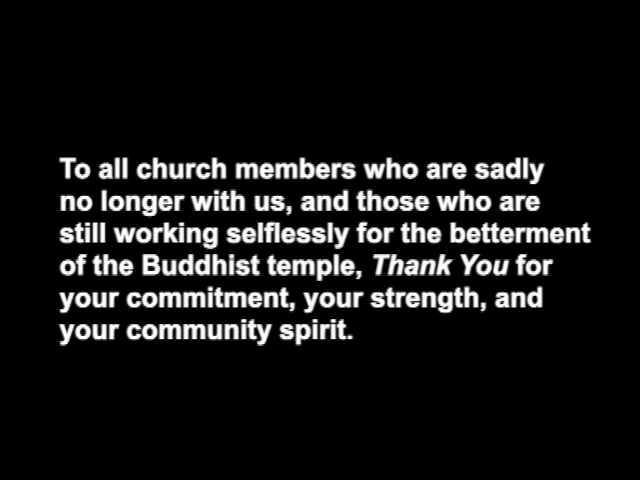 To all church members who are sadly
no longer with us, and those who are
still working selflessly for the betterment
of the Buddhist temple, Thank You for
your commitment, your strength, and
your community spirit.